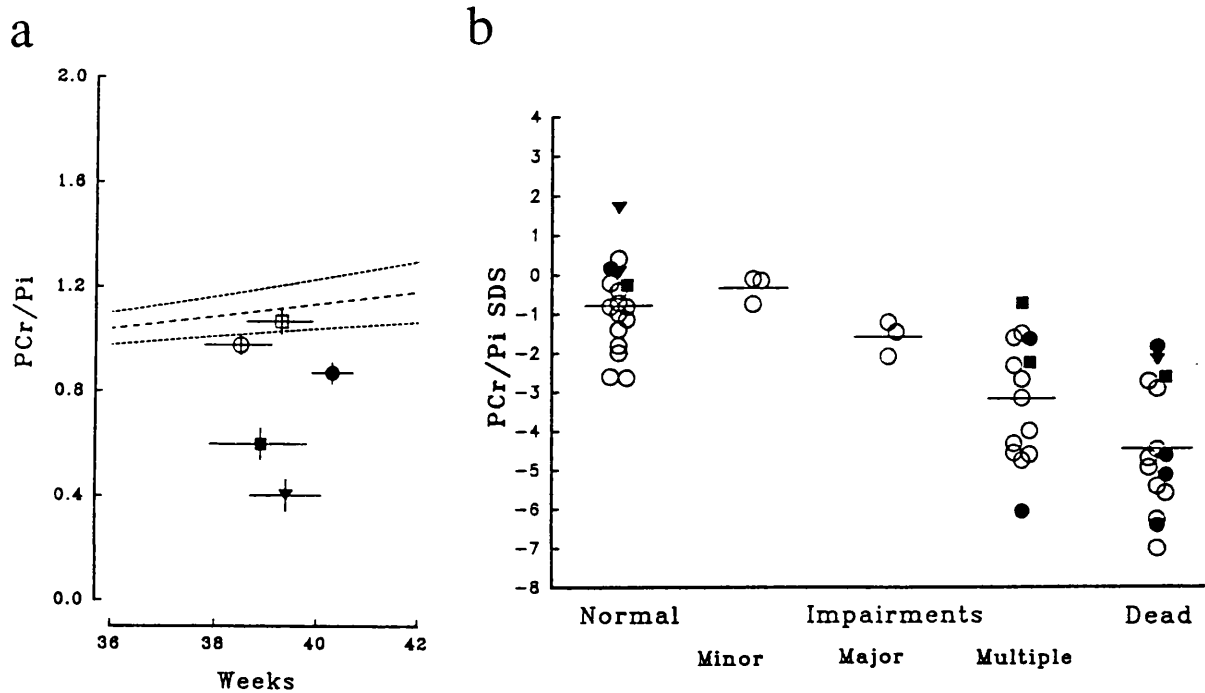 a
b
2.0
1.6
1.2
0.8
0.4
0.0
PCr/Pi
36
38
40
42
Weeks
4
3
2
1
0
-1
-2
-3
-4
-5
-6
-7
-8
PCr/Pi SDS
Normal
Impairments
Dead
Minor
Major
Multiple